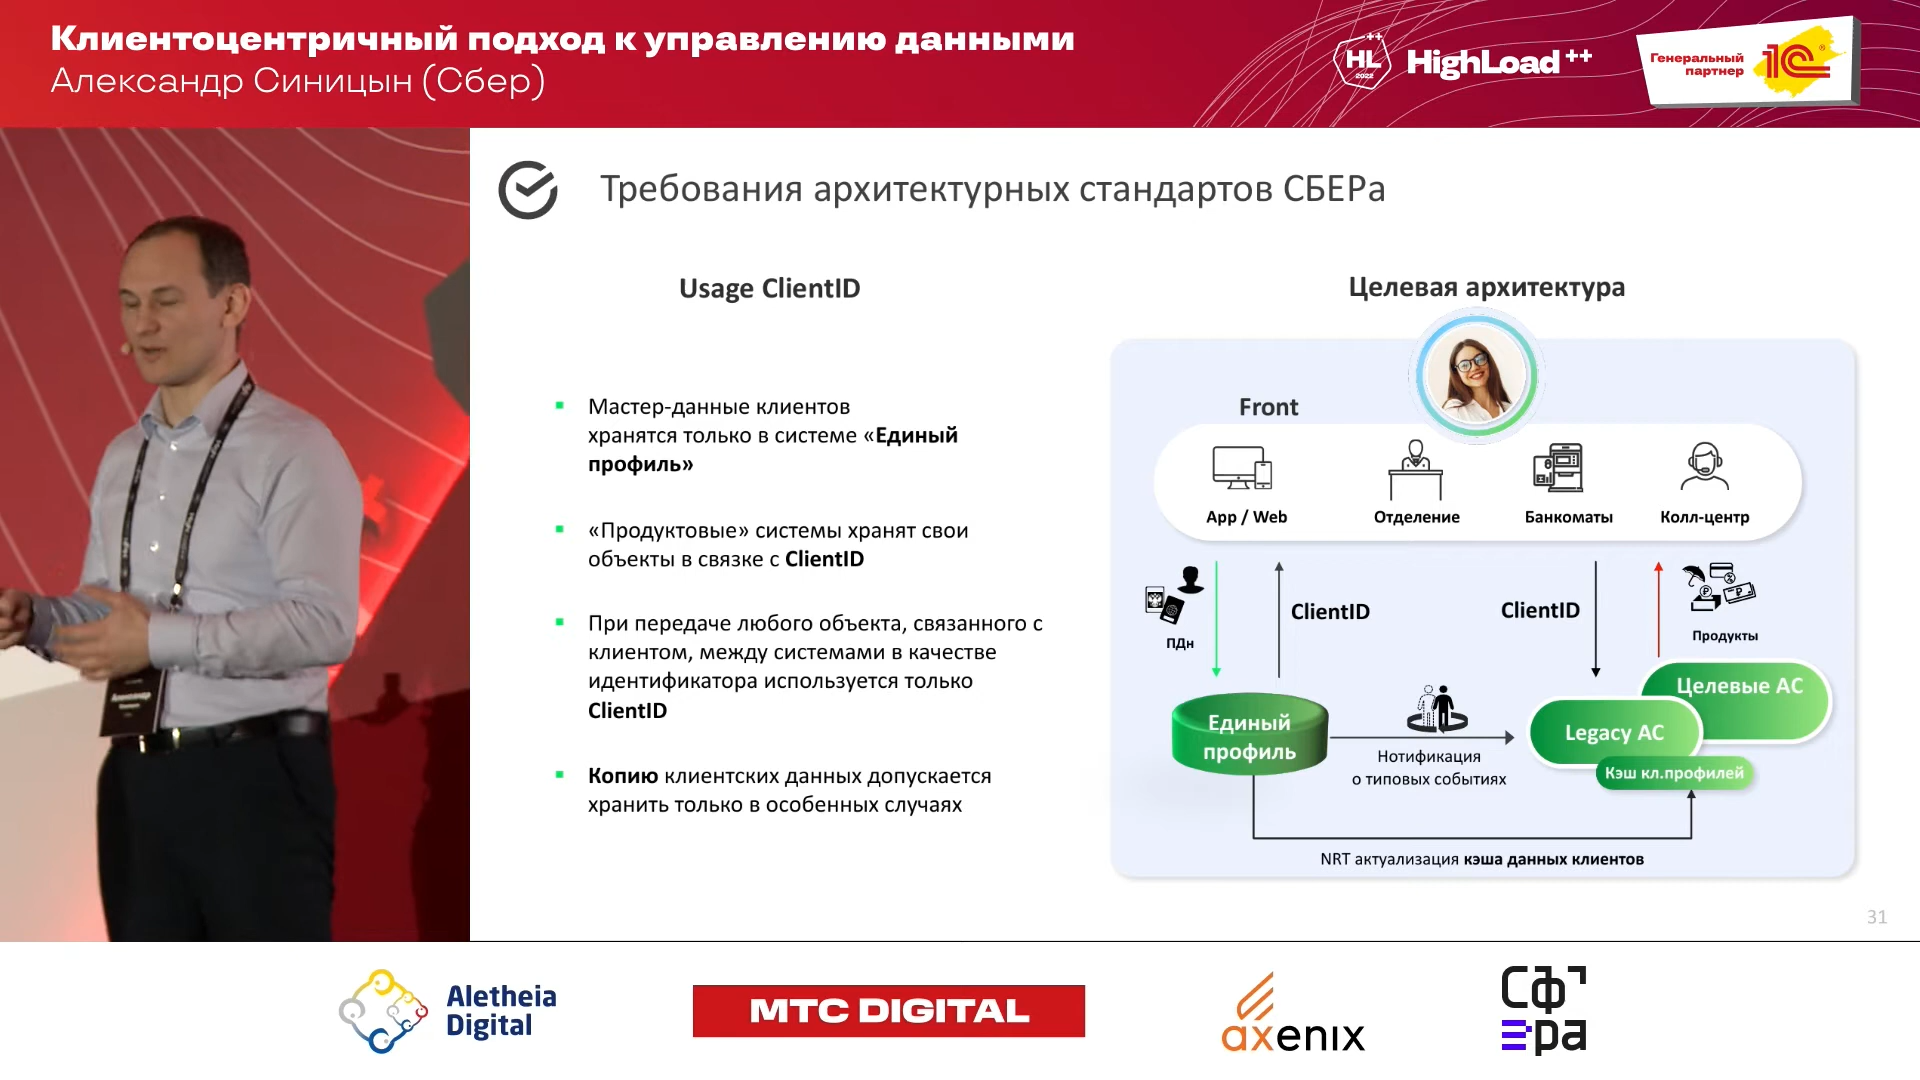 Клиентоцентричный подход к управлению данными
Александр Синицын (Сбер)
HL++
2022
HighLoad++
Генеральный
партнер
1С
Требования архитектурных стандартов СБЕРа
Usage ClientID
Мастер-данные клиентов
хранятся только в системе «Единый
профиль»
«Продуктовые» системы хранят свои
объекты в связке с ClientID
При передаче любого объекта, связанного с
клиентом, между системами в качестве
идентификатора используется только
ClientID
Копию клиентских данных допускается
хранить только в особенных случаях
Целевая архитектура
Front
App / Web
Отделение
Банкоматы
Колл-центр
ПДн
ClientID
ClientID
Продукты
Единый
профиль
Нотификация
о типовых событиях
Целевые АС
Legacy АС
Кэш кл.профилей
NRT актуализация кэша данных клиентов
31
Александр
Aletheia
Digital
МТС DIGITAL
axenix
Сф
ера